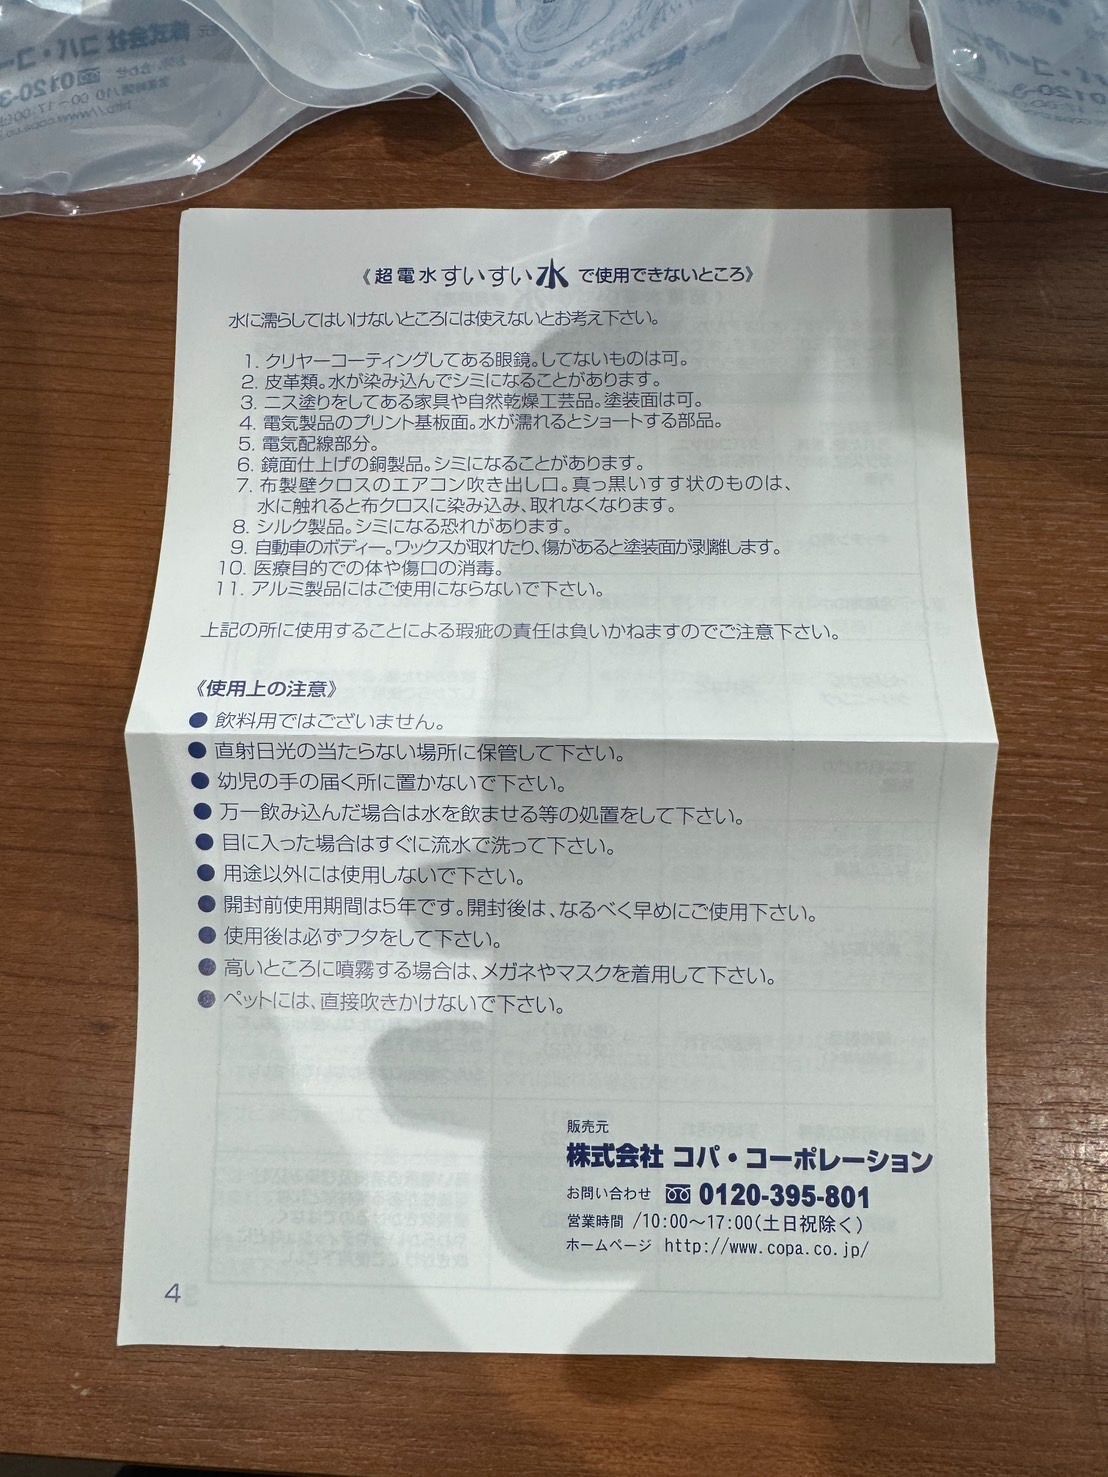 《超電水すいすい水で使用できないところ》
水に濡らしてはいけないところには使えないとお考え下さい。
1. クリヤーコーティングしてある眼鏡。してないものは可。
2. 皮革類。水が染み込んでシミになることがあります。
3. ニス塗りをしてある家具や自然乾燥工芸品。塗装面は可。
4. 電気製品のプリント基板面。水が濡れるとショートする部品。
5. 電気配線部分。
6. 鏡面仕上げの銅製品。シミになることがあります。
7. 布製壁クロスのエアコン吹き出し口。真っ黒いすす状のものは、
水に触れると布クロスに染み込み、取れなくなります。
8. シルク製品。シミになる恐れがあります。
9. 自動車のボディー。ワックスが取れたり、傷があると塗装面が剥離します。
10. 医療目的での体や傷口の消毒。
11. アルミ製品にはご使用にならないで下さい。
上記の所に使用することによる瑕疵の責任は負いかねますのでご注意下さい。
《使用上の注意》
● 飲料用ではございません。
● 直射日光の当たらない場所に保管して下さい。
● 幼児の手の届く所に置かないで下さい。
● 万一飲み込んだ場合は水を飲ませる等の処置をして下さい。
● 目に入った場合はすぐに流水で洗って下さい。
● 用途以外には使用しないで下さい。
● 開封前使用期間は5年です。開封後は、なるべく早めにご使用下さい。
● 使用後は必ずフタをして下さい。
● 高いところに噴霧する場合は、メガネやマスクを着用して下さい。
● ペットには、直接吹きかけないで下さい。
販売元
株式会社 コパ・コーポレーション
お問い合わせ 0120-395-801
営業時間 /10:00~17:00(土日祝除く)
ホームページ http://www.copa.co.jp/
4